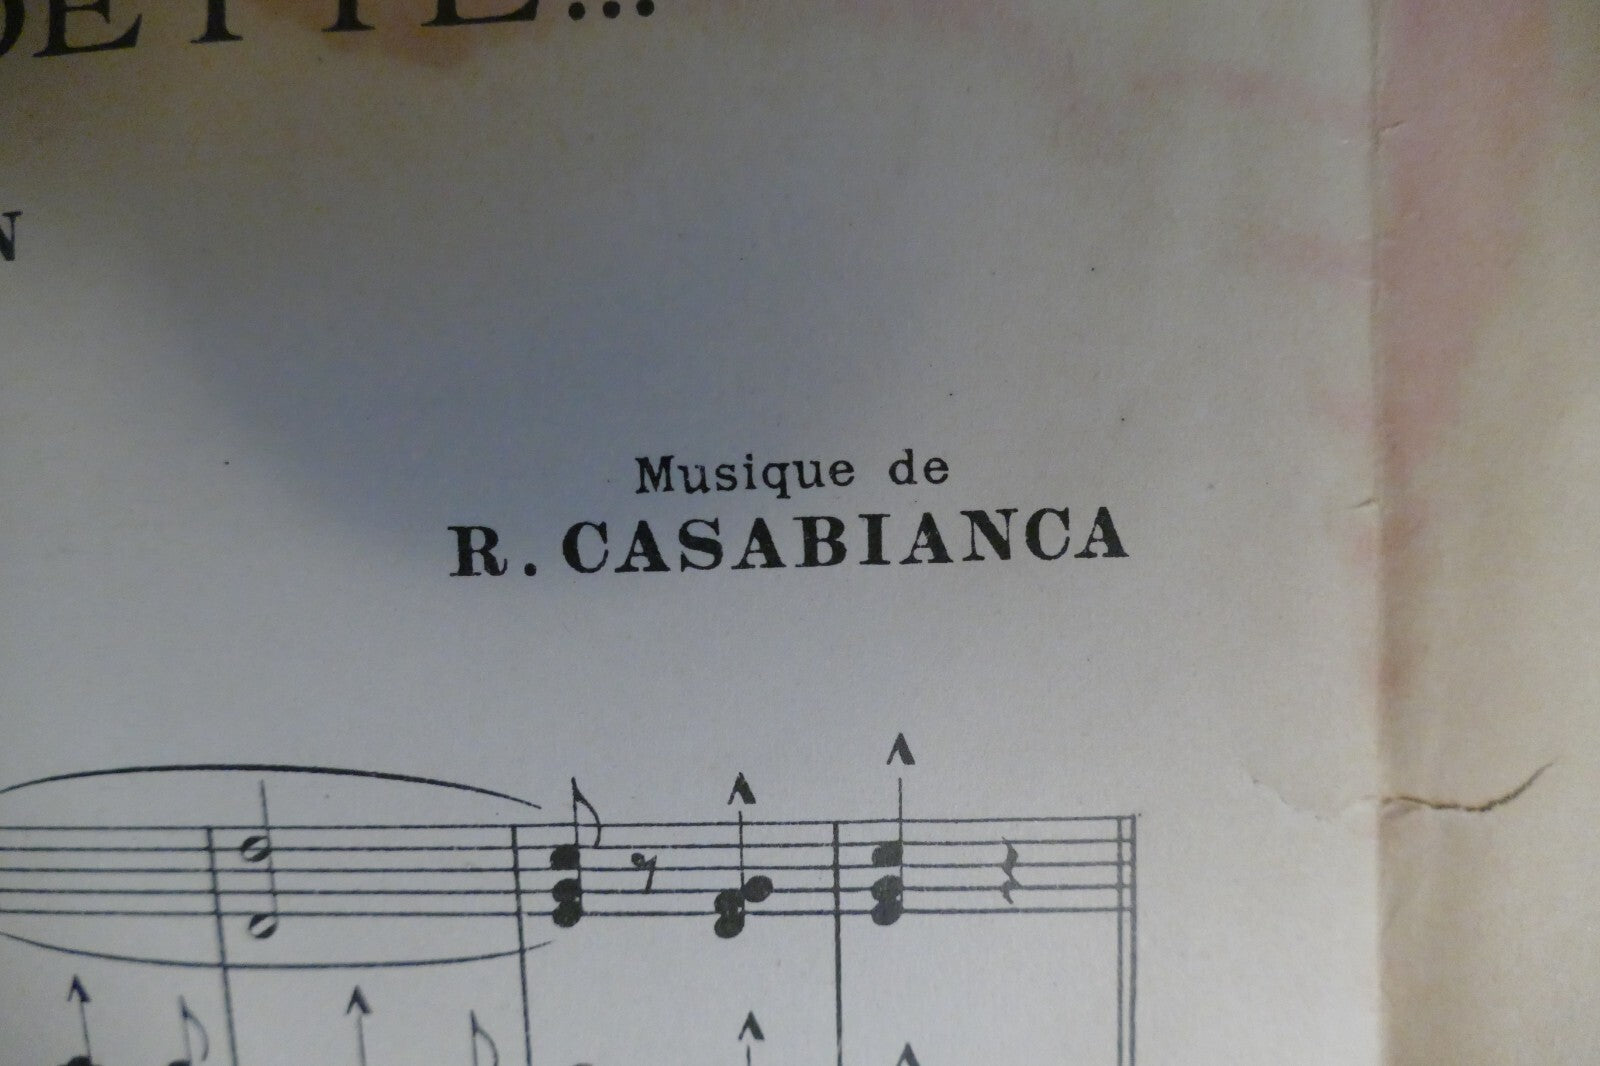 Musique de
R. CASABIANCA